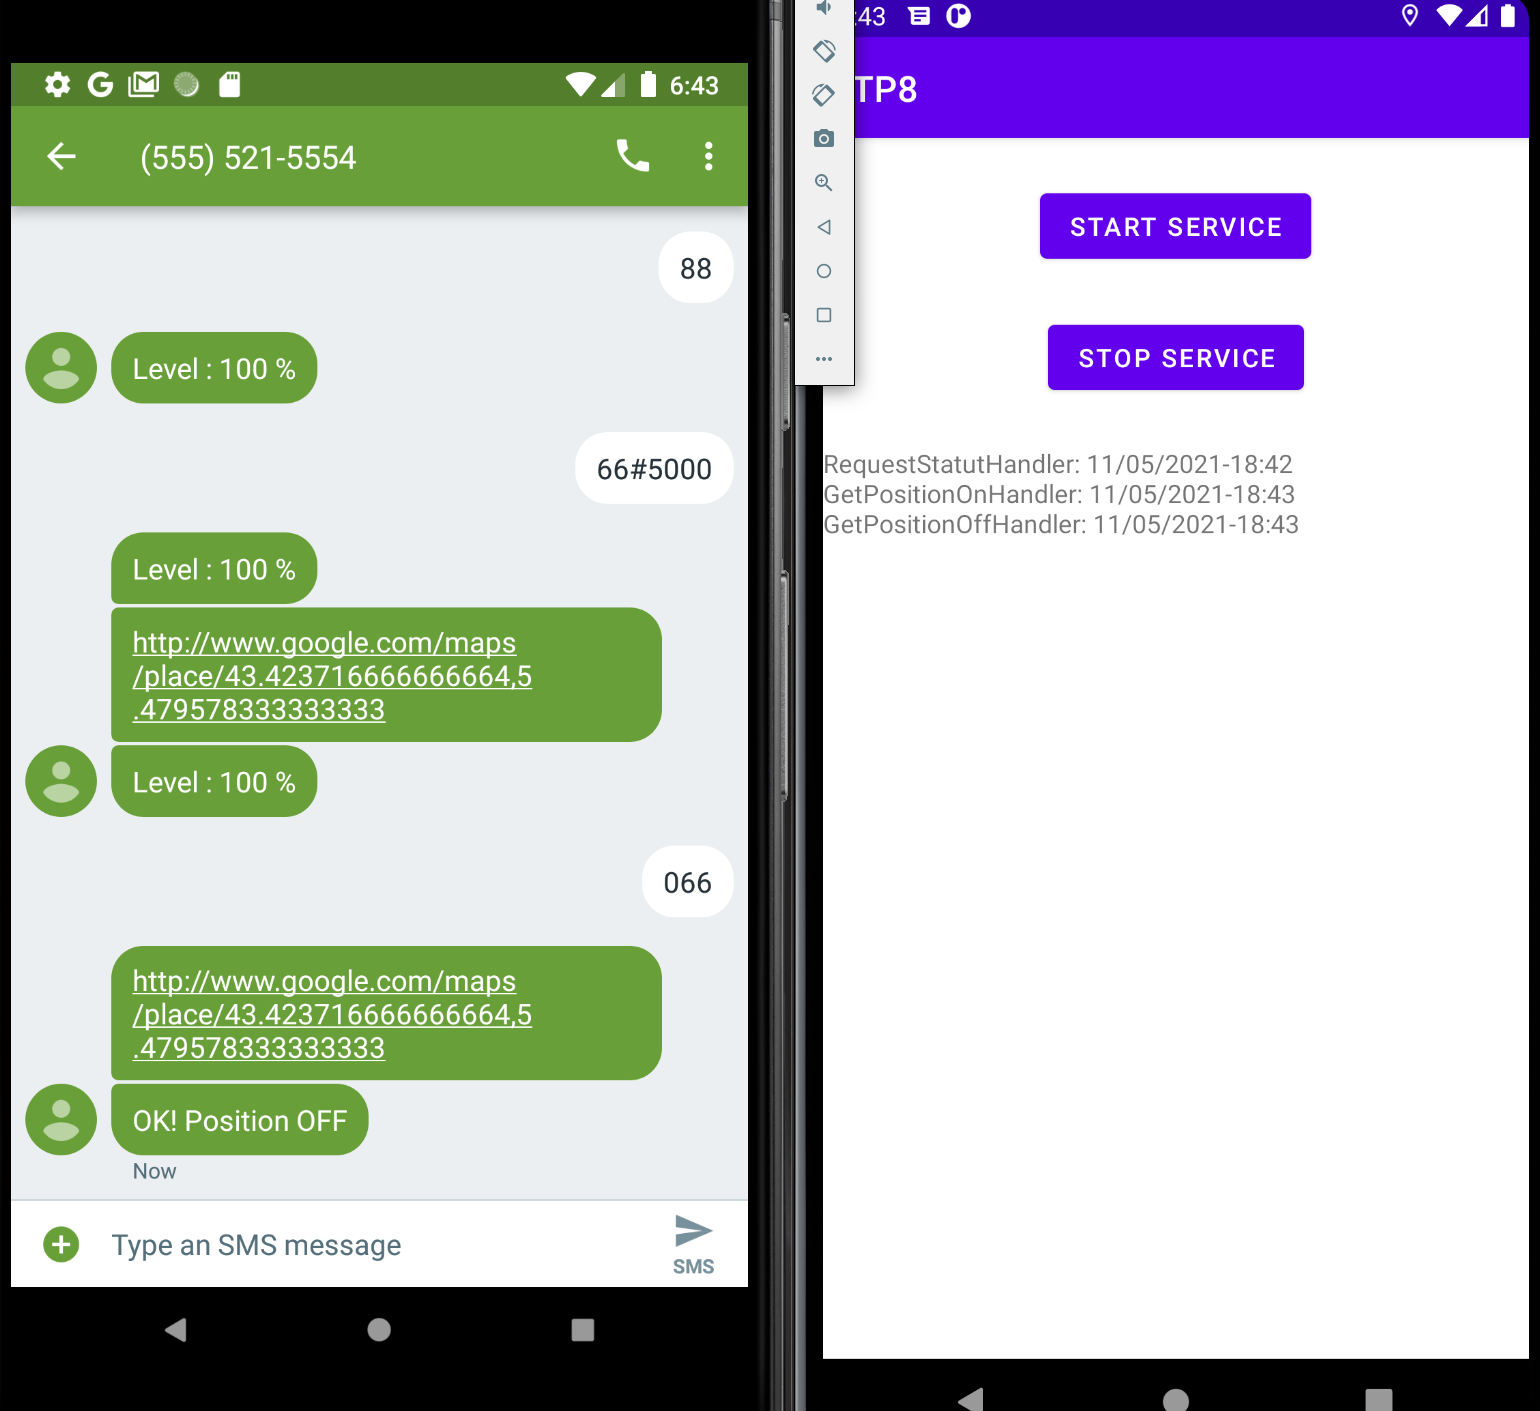 6:43
(555) 521-5554
88
Level : 100 %
66#5000
Level : 100 %
http://www.google.com/maps
/place/43.423716666666664,5
.479578333333333
Level : 100 %
066
http://www.google.com/maps
/place/43.423716666666664,5
.479578333333333
OK! Position OFF
Now
Type an SMS message
SMS
:43
TP8
START SERVICE
STOP SERVICE
RequestStatutHandler: 11/05/2021-18:42
GetPositionOnHandler: 11/05/2021-18:43
GetPositionOffHandler: 11/05/2021-18:43